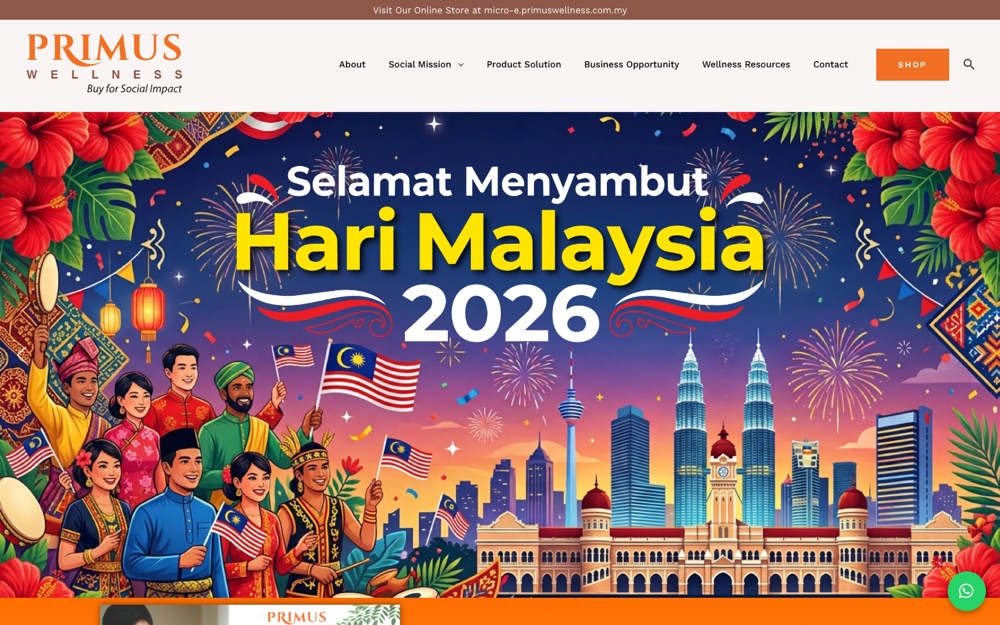 Visit Our Online Store at micro-e.primuswellness.com.my
PRIMUS
WELLNESS
Buy for Social Impact
About
Social Mission
Product Solution
Business Opportunity
Wellness Resources
Contact
SHOP
Selamat Menyambut
Hari Malaysia
2026
PRIMUS